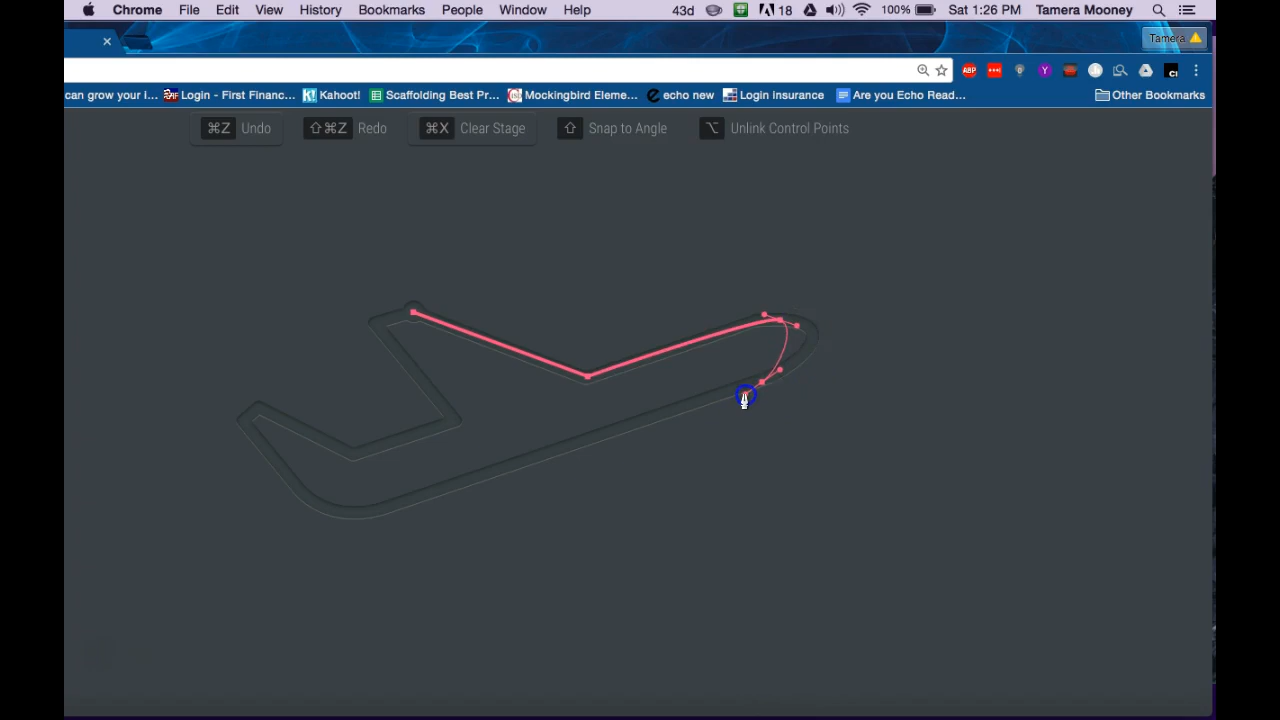 Chrome File Edit View History Bookmarks People Window Help 43d 18 100% Sat 1:26 PM Tamera Mooney
Tamera
ABP Y CI
can grow your i... Login - First Financ... Kahoot! Scaffolding Best Pr... Mockingbird Eleme... echo new Login insurance Are you Echo Read... Other Bookmarks
⌘Z Undo ⇧⌘Z Redo ⌘X Clear Stage ⇧ Snap to Angle ⌥ Unlink Control Points